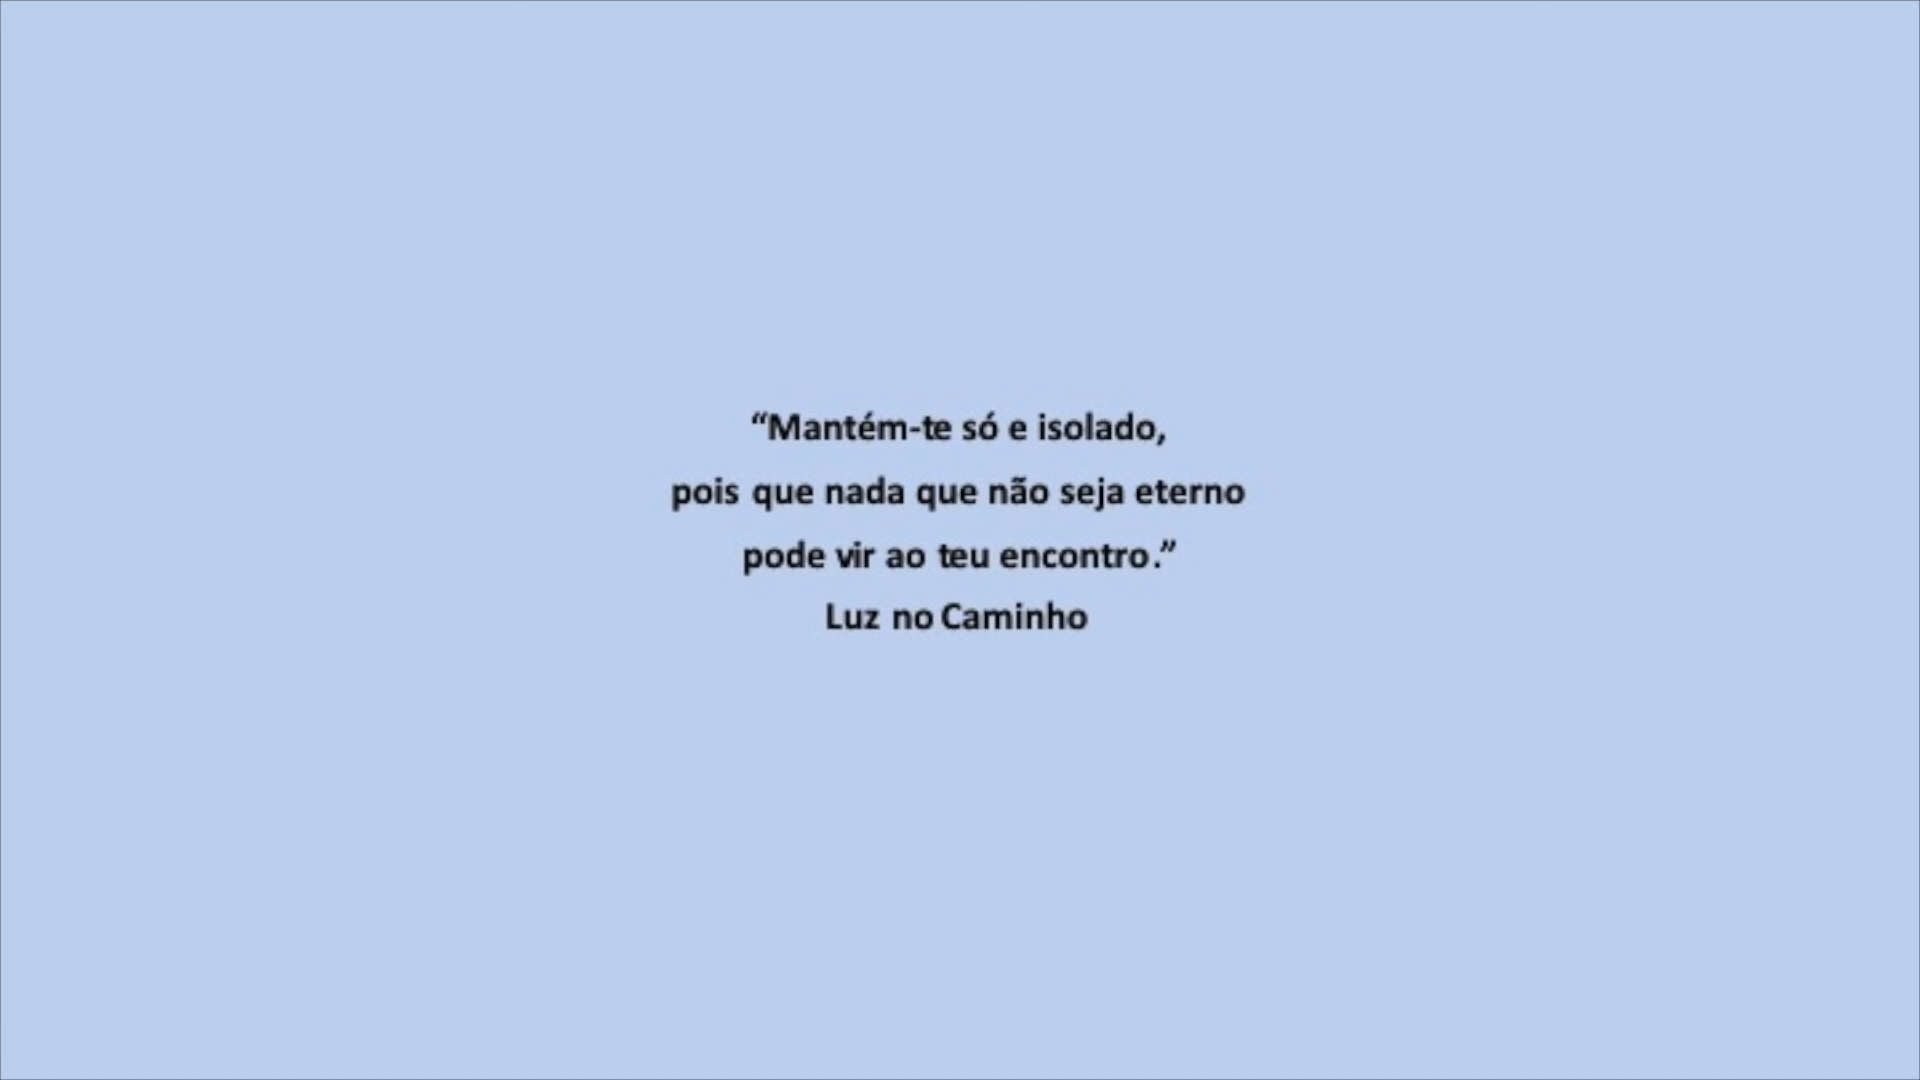 “Mantém-te só e isolado,
pois que nada que não seja eterno
pode vir ao teu encontro.”
Luz no Caminho